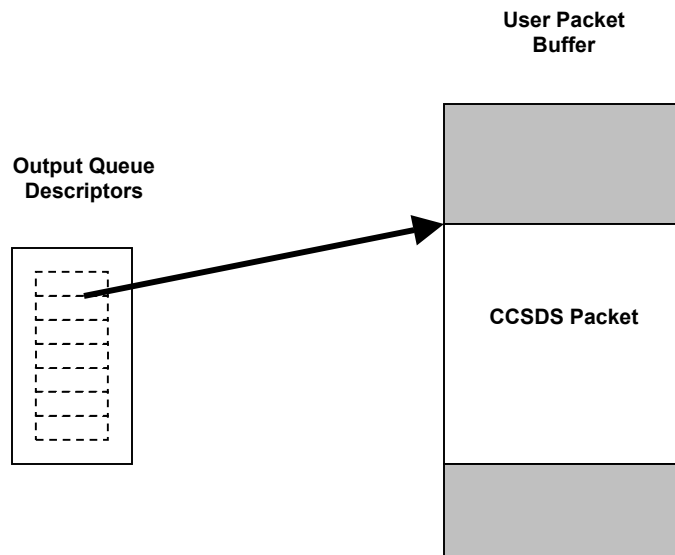 User Packet
Buffer
Output Queue
Descriptors
CCSDS Packet